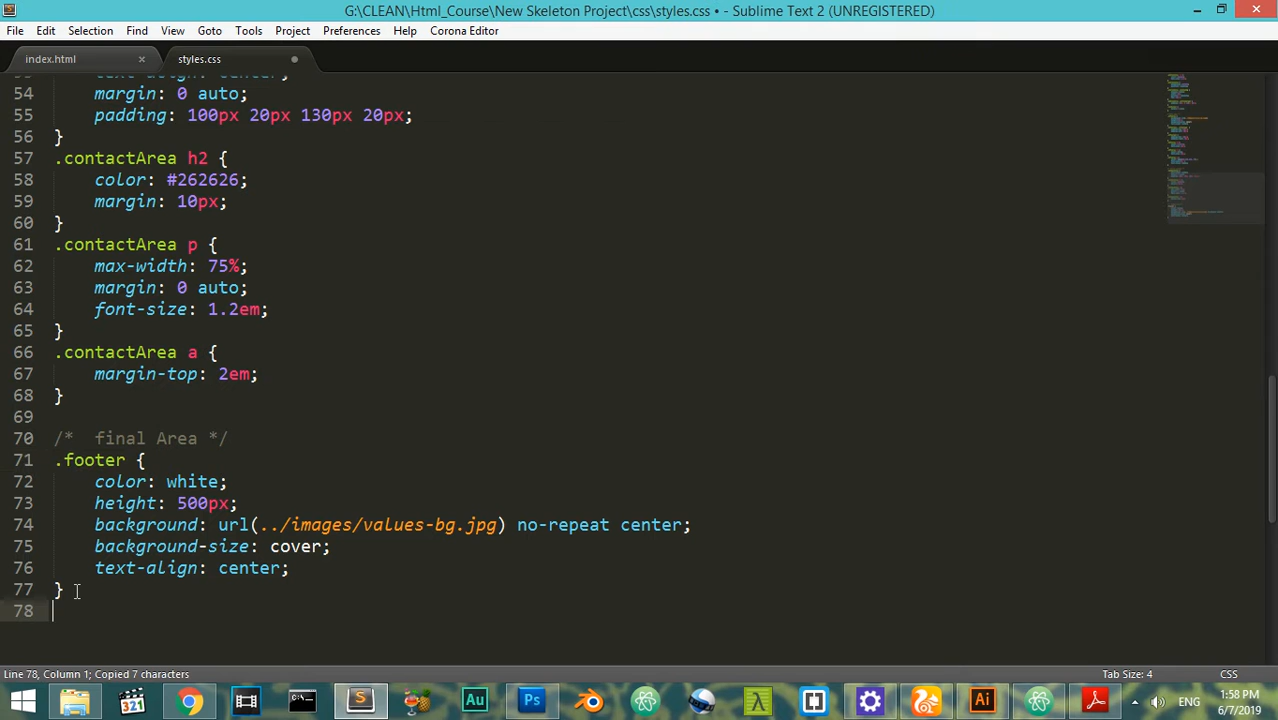 G:\CLEAN\Html_Course\New Skeleton Project\css\styles.css • - Sublime Text 2 (UNREGISTERED)
File Edit Selection Find View Goto Tools Project Preferences Help Corona Editor
index.html × styles.css
54 margin: 0 auto;
55 padding: 100px 20px 130px 20px;
56 }
57 .contactArea h2 {
58 color: #262626;
59 margin: 10px;
60 }
61 .contactArea p {
62 max-width: 75%;
63 margin: 0 auto;
64 font-size: 1.2em;
65 }
66 .contactArea a {
67 margin-top: 2em;
68 }
69
70 /*  final Area */
71 .footer {
72 color: white;
73 height: 500px;
74 background: url(../images/values-bg.jpg) no-repeat center;
75 background-size: cover;
76 text-align: center;
77 }
78
Line 78, Column 1; Copied 7 characters Tab Size: 4 CSS
321 Au Ps Ai ENG 1:58 PM
6/7/2019